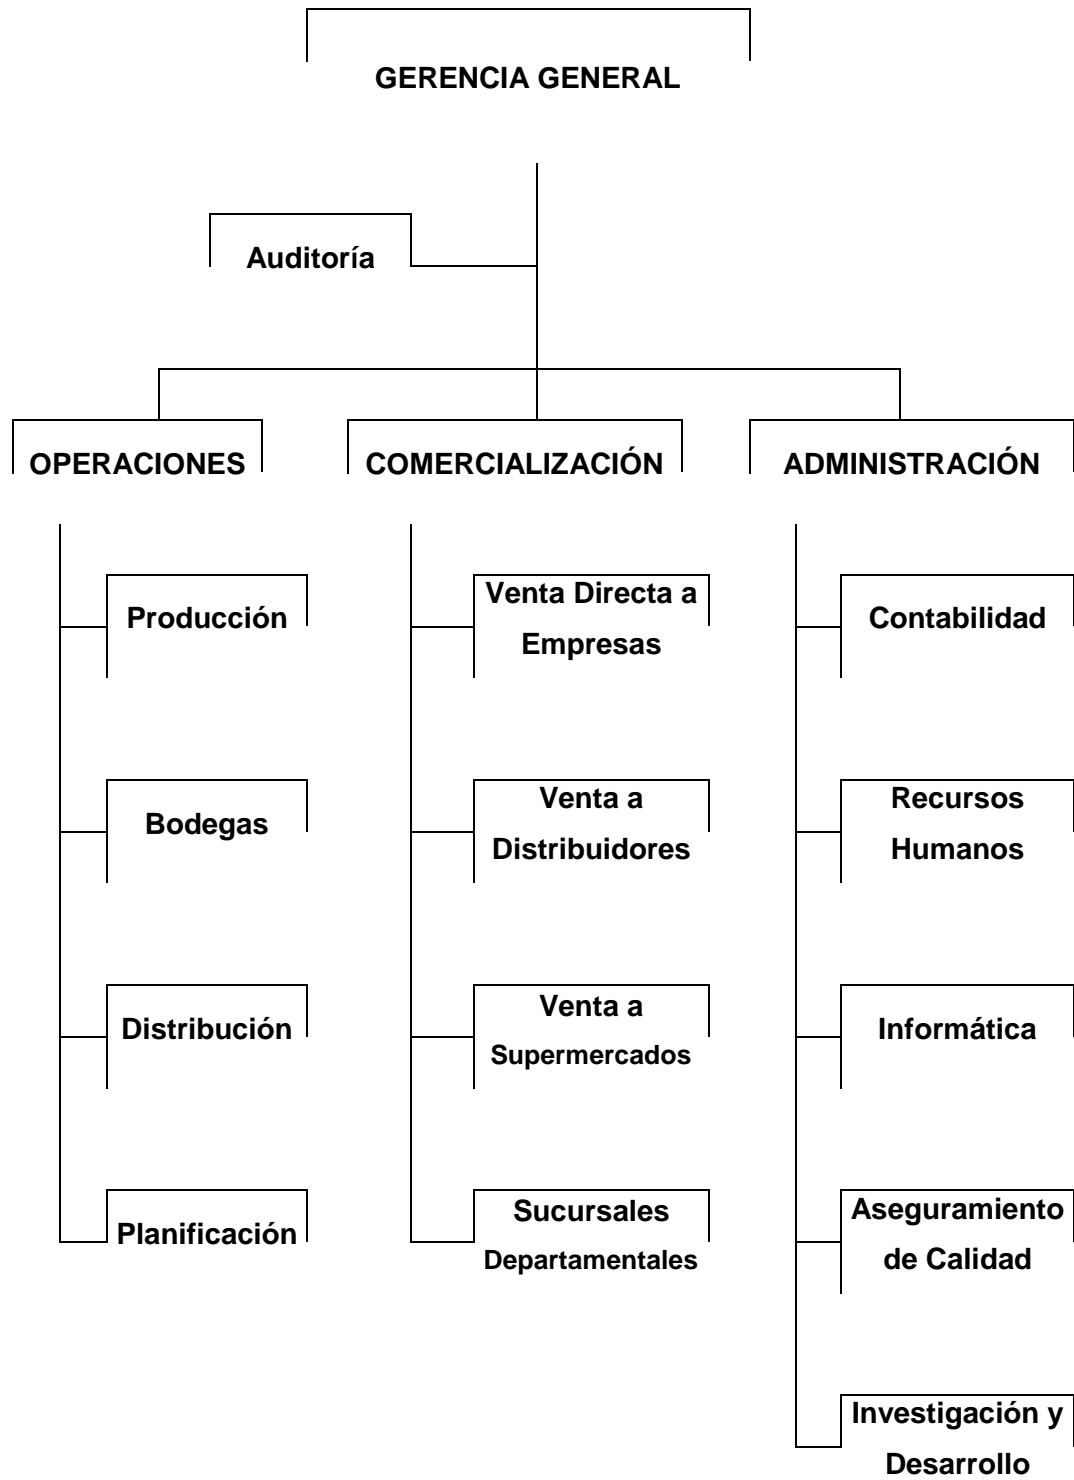 GERENCIA GENERAL
Auditoría
OPERACIONES
COMERCIALIZACIÓN
ADMINISTRACIÓN
Producción
Venta Directa a
Empresas
Contabilidad
Bodegas
Venta a
Distribuidores
Recursos
Humanos
Distribución
Venta a
Supermercados
Informática
Planificación
Sucursales
Departamentales
Aseguramiento
de Calidad
Investigación y
Desarrollo